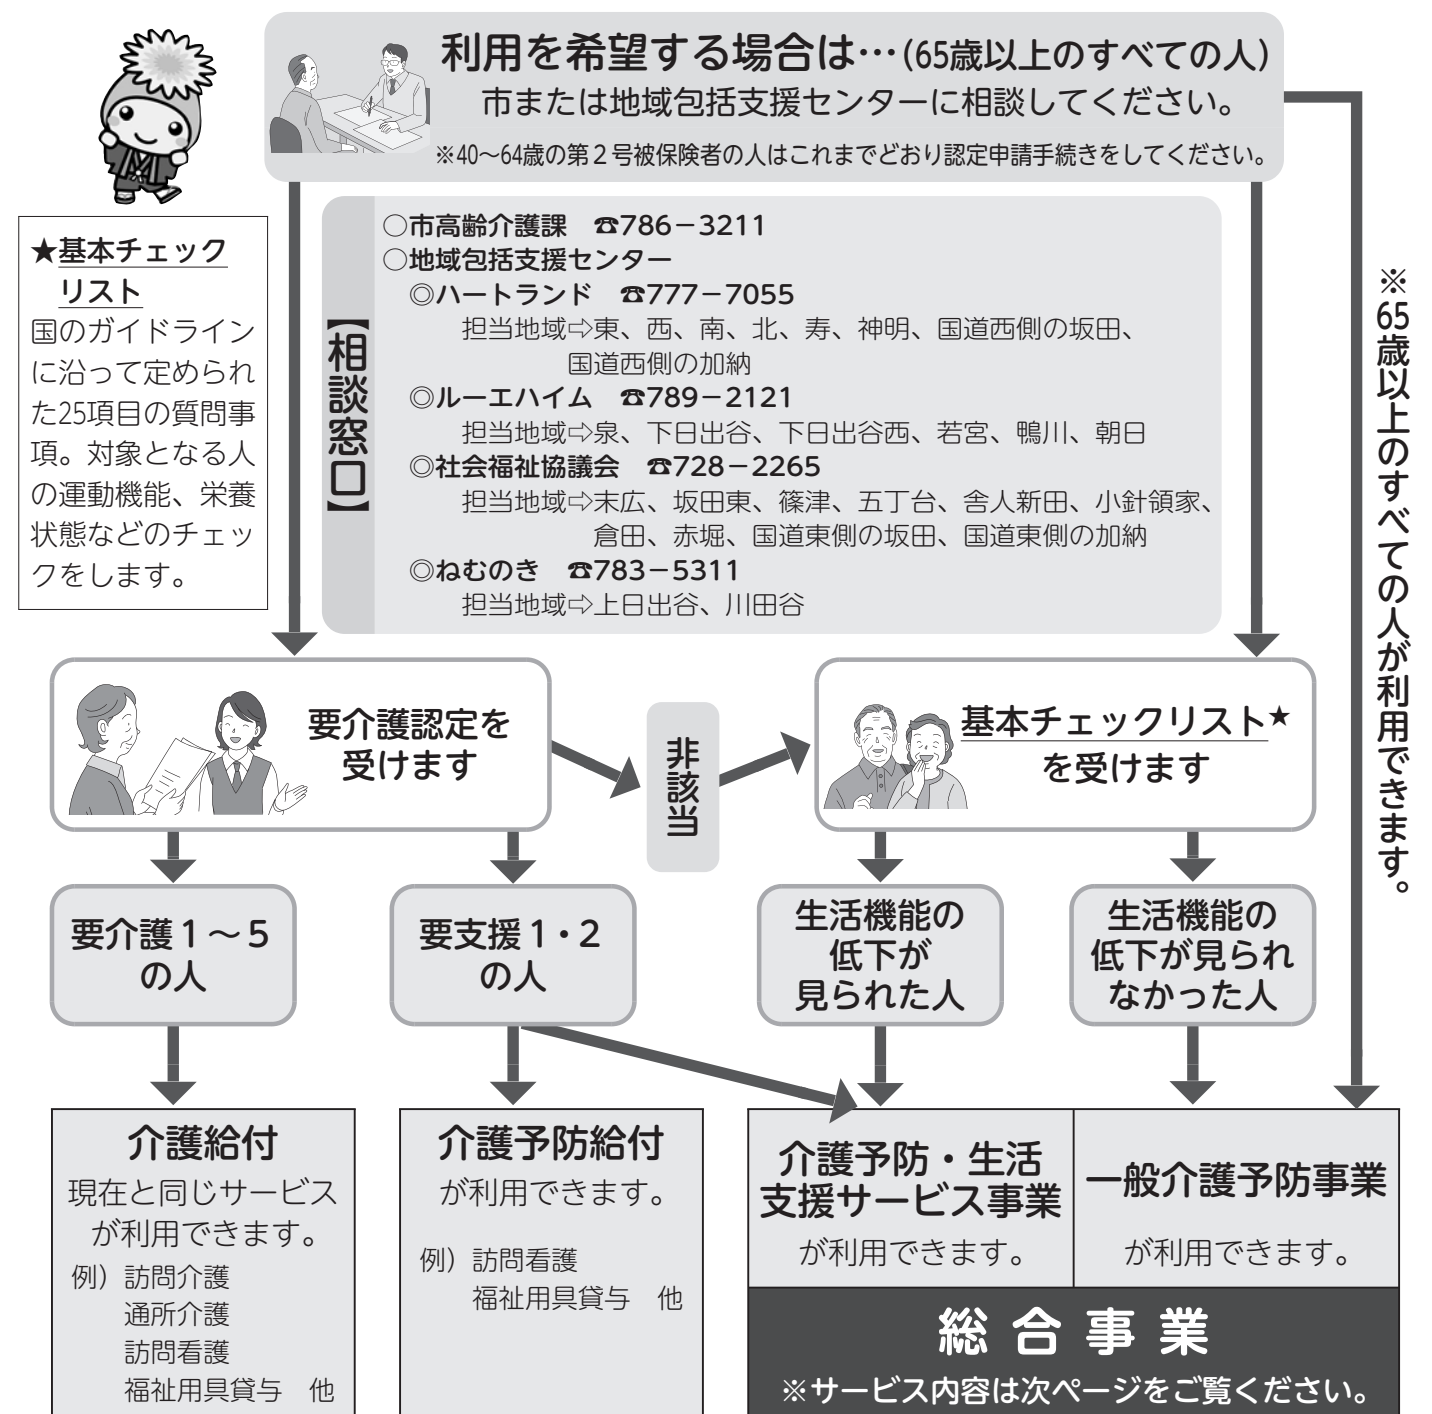 利用を希望する場合は…(65歳以上のすべての人)
市または地域包括支援センターに相談してください。
※40～64歳の第２号被保険者の人はこれまでどおり認定申請手続きをしてください。
★基本チェック
リスト
国のガイドライン
に沿って定められ
た25項目の質問事
項。対象となる人
の運動機能、栄養
状態などのチェッ
クをします。
【相談窓口】
○市高齢介護課　☎786－3211
○地域包括支援センター
◎ハートランド　☎777－7055
担当地域⇨東、西、南、北、寿、神明、国道西側の坂田、
国道西側の加納
◎ルーエハイム　☎789－2121
担当地域⇨泉、下日出谷、下日出谷西、若宮、鴨川、朝日
◎社会福祉協議会　☎728－2265
担当地域⇨末広、坂田東、篠津、五丁台、舎人新田、小針領家、
倉田、赤堀、国道東側の坂田、国道東側の加納
◎ねむのき　☎783－5311
担当地域⇨上日出谷、川田谷
※65歳以上のすべての人が利用できます。
要介護認定を
受けます
非該当
基本チェックリスト★
を受けます
要介護１～５
の人
要支援１・２
の人
生活機能の
低下が
見られた人
生活機能の
低下が見られ
なかった人
介護給付
現在と同じサービス
が利用できます。
例）訪問介護
通所介護
訪問看護
福祉用具貸与　他
介護予防給付
が利用できます。
例）訪問看護
福祉用具貸与　他
介護予防・生活
支援サービス事業
が利用できます。
一般介護予防事業
が利用できます。
総合事業
※サービス内容は次ページをご覧ください。